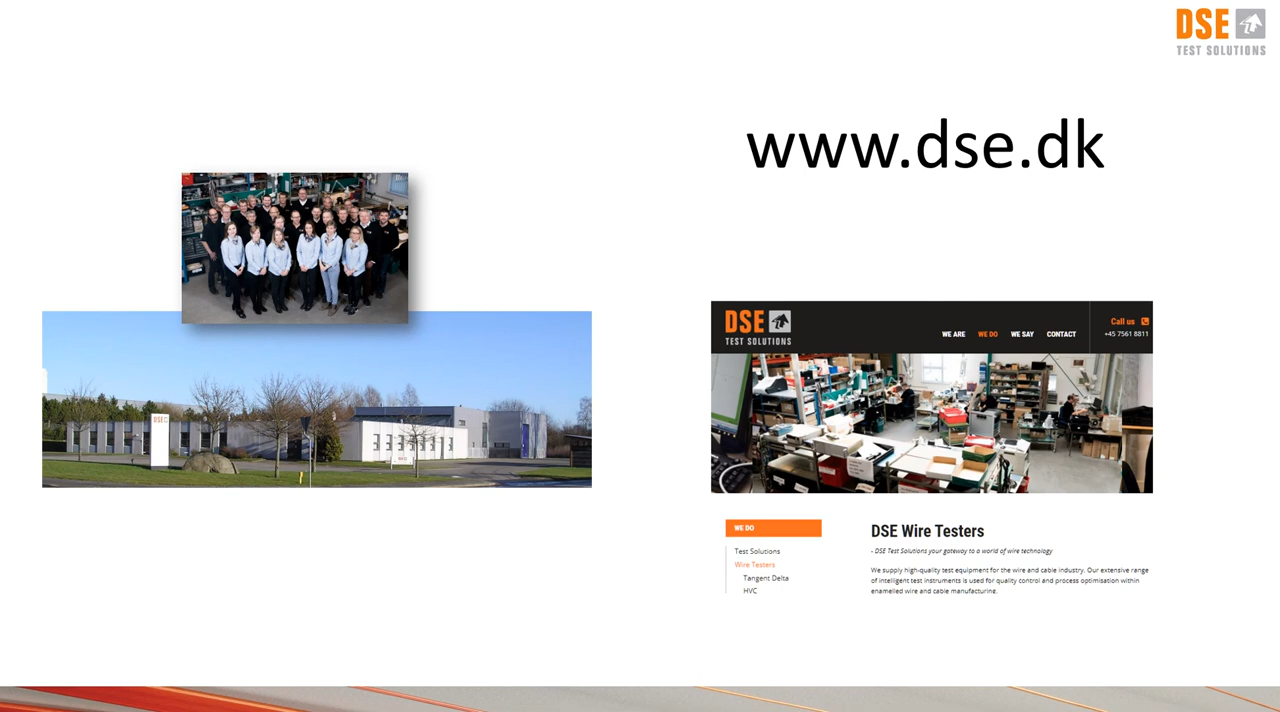 DSE
TEST SOLUTIONS
www.dse.dk
DSE
DSE
TEST SOLUTIONS
WE ARE
WE DO
WE SAY
CONTACT
Call us
+45 7561 8811
WE DO
Test Solutions
Wire Testers
Tangent Delta
HVC
DSE Wire Testers
- DSE Test Solutions your gateway to a world of wire technology
We supply high-quality test equipment for the wire and cable industry. Our extensive range
of intelligent test instruments is used for quality control and process optimisation within
enamelled wire and cable manufacturing.